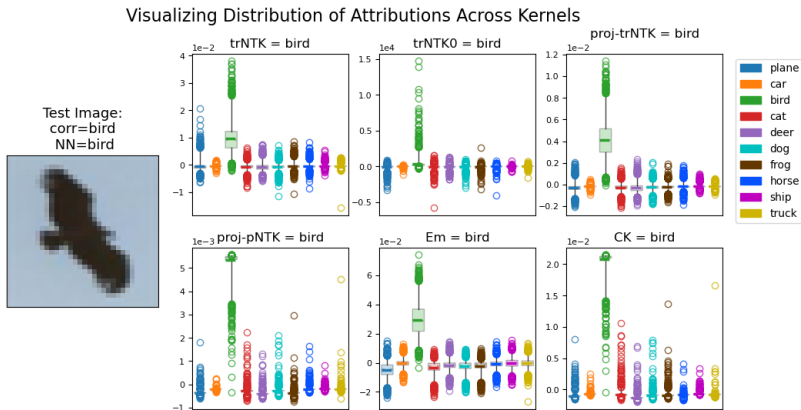 Visualizing Distribution of Attributions Across Kernels
Test Image:
corr=bird
NN=bird
1e−2
trNTK = bird
4
3
2
1
0
−1
1e4
trNTK0 = bird
1.5
1.0
0.5
0.0
−0.5
1e−2
proj-trNTK = bird
1.2
1.0
0.8
0.6
0.4
0.2
0.0
−0.2
plane
car
bird
cat
deer
dog
frog
horse
ship
truck
1e−3
proj-pNTK = bird
5
4
3
2
1
0
−1
1e−2
Em = bird
8
6
4
2
0
−2
1e−2
CK = bird
2.0
1.5
1.0
0.5
0.0